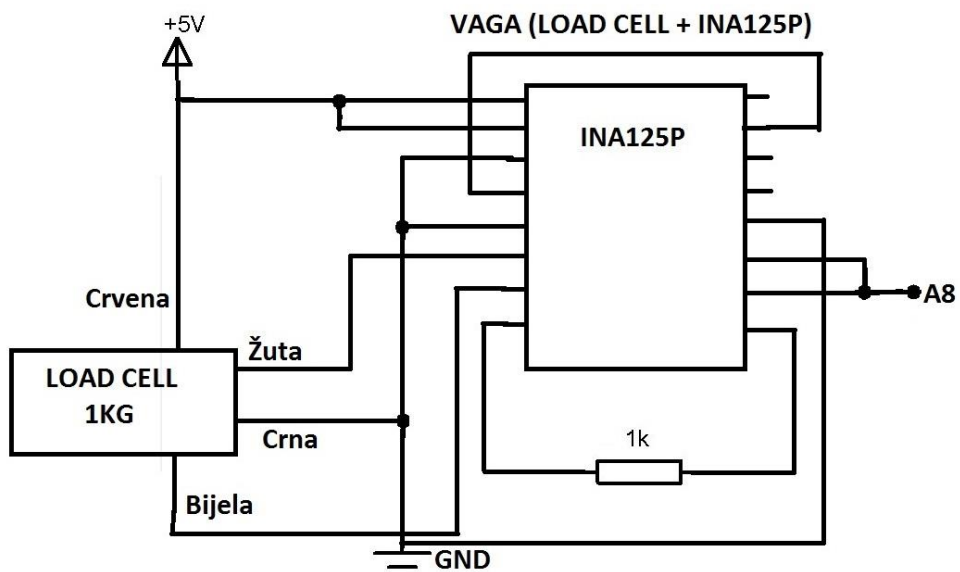 +5V
VAGA (LOAD CELL + INA125P)
INA125P
Crvena
Žuta
A8
LOAD CELL
1KG
Crna
1k
Bijela
GND